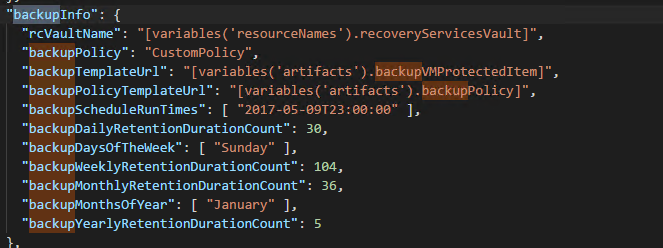 "backupInfo": {
"rcVaultName": "[variables('resourceNames').recoveryServicesVault]",
"backupPolicy": "CustomPolicy",
"backupTemplateUrl": "[variables('artifacts').backupVMProtectedItem]",
"backupPolicyTemplateUrl": "[variables('artifacts').backupPolicy]",
"backupScheduleRunTimes": [ "2017-05-09T23:00:00" ],
"backupDailyRetentionDurationCount": 30,
"backupDaysOfTheWeek": [ "Sunday" ],
"backupWeeklyRetentionDurationCount": 104,
"backupMonthlyRetentionDurationCount": 36,
"backupMonthsOfYear": [ "January" ],
"backupYearlyRetentionDurationCount": 5
},